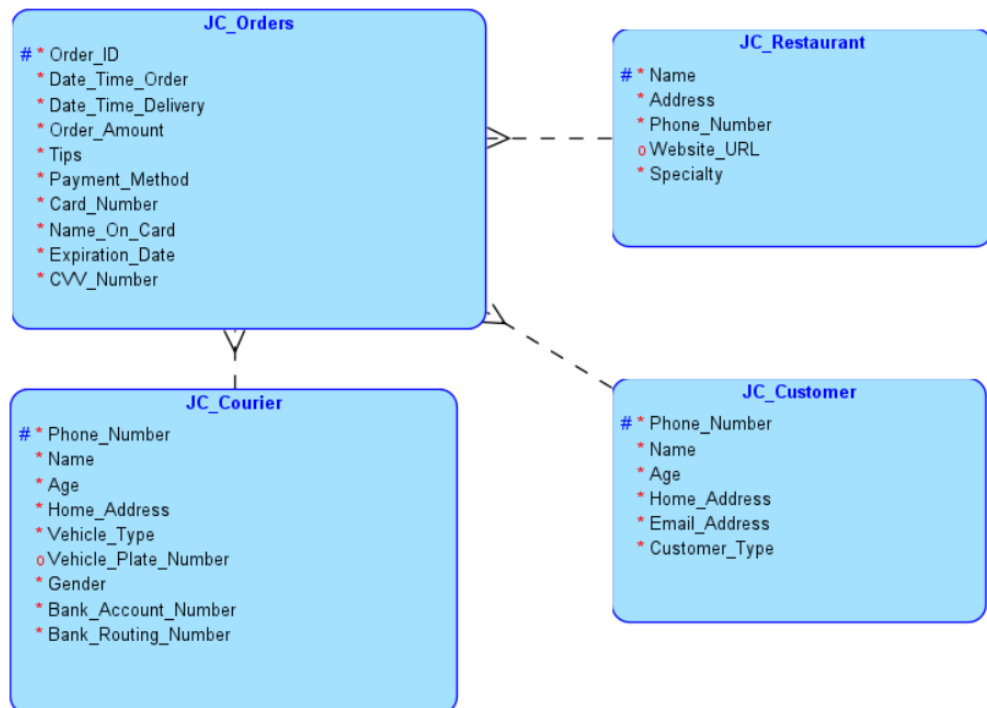 JC_Orders
# * Order_ID
* Date_Time_Order
* Date_Time_Delivery
* Order_Amount
* Tips
* Payment_Method
* Card_Number
* Name_On_Card
* Expiration_Date
* CVV_Number
JC_Restaurant
# * Name
* Address
* Phone_Number
o Website_URL
* Specialty
JC_Courier
# * Phone_Number
* Name
* Age
* Home_Address
* Vehicle_Type
o Vehicle_Plate_Number
* Gender
* Bank_Account_Number
* Bank_Routing_Number
JC_Customer
# * Phone_Number
* Name
* Age
* Home_Address
* Email_Address
* Customer_Type